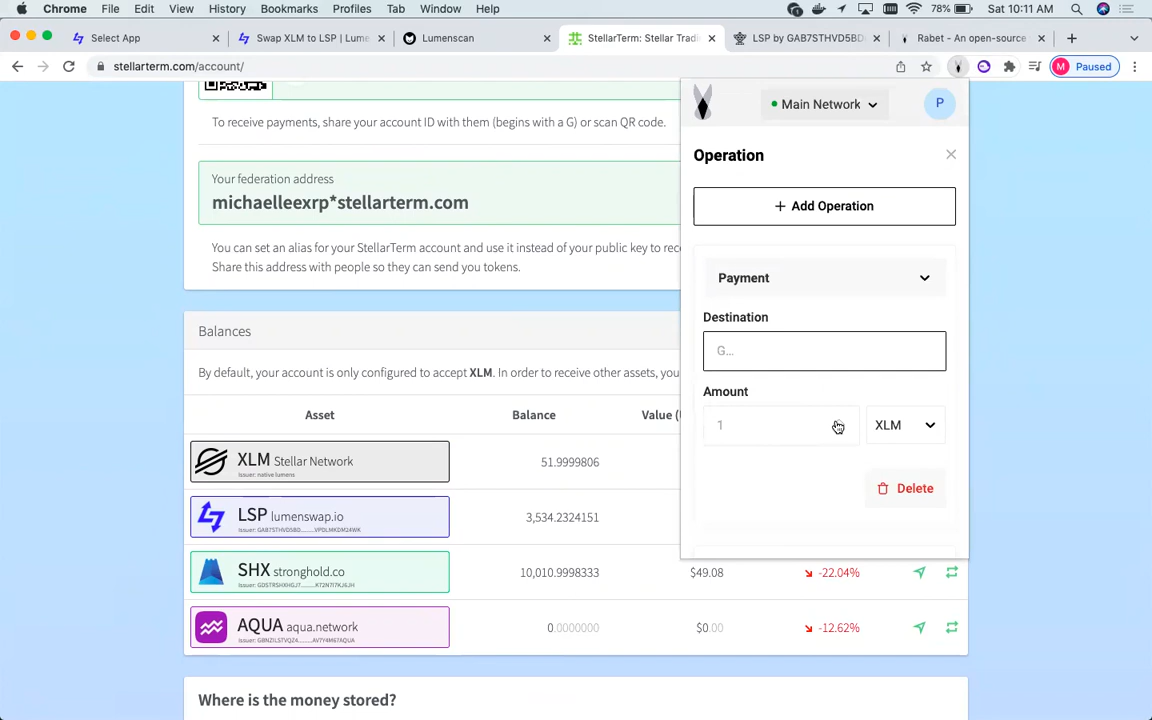 Chrome File Edit View History Bookmarks Profiles Tab Window Help 78% Sat 10:11 AM
Select App
Swap XLM to LSP | Lume
Lumenscan
StellarTerm: Stellar Trad
LSP by GAB7STHVD5BD
Rabet - An open-source
stellarterm.com/account/
Paused
To receive payments, share your account ID with them (begins with a G) or scan QR code.
Your federation address
michaelleexrp*stellarterm.com
You can set an alias for your StellarTerm account and use it instead of your public key to rec
Share this address with people so they can send you tokens.
Balances
By default, your account is only configured to accept XLM. In order to receive other assets, you
Asset Balance Value (
XLM Stellar Network
Issuer: native lumens
51.9999806
LSP lumenswap.io
3,534.2324151
SHX stronghold.co
10,010.9998333 $49.08 -22.04%
AQUA aqua.network
0.0000000 $0.00 -12.62%
Where is the money stored?
Main Network
P
Operation
+ Add Operation
Payment
Destination
G...
Amount
1
XLM
Delete